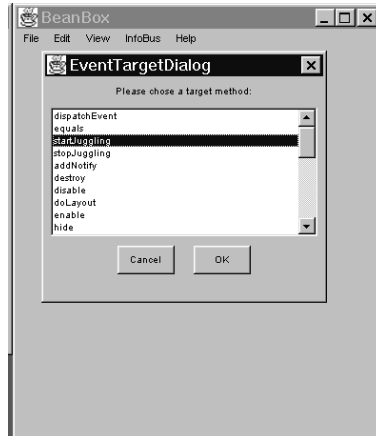 BeanBox
File Edit View InfoBus Help
EventTargetDialog
Please chose a target method:
dispatchEvent
equals
startJuggling
stopJuggling
addNotify
destroy
disable
doLayout
enable
hide
Cancel OK